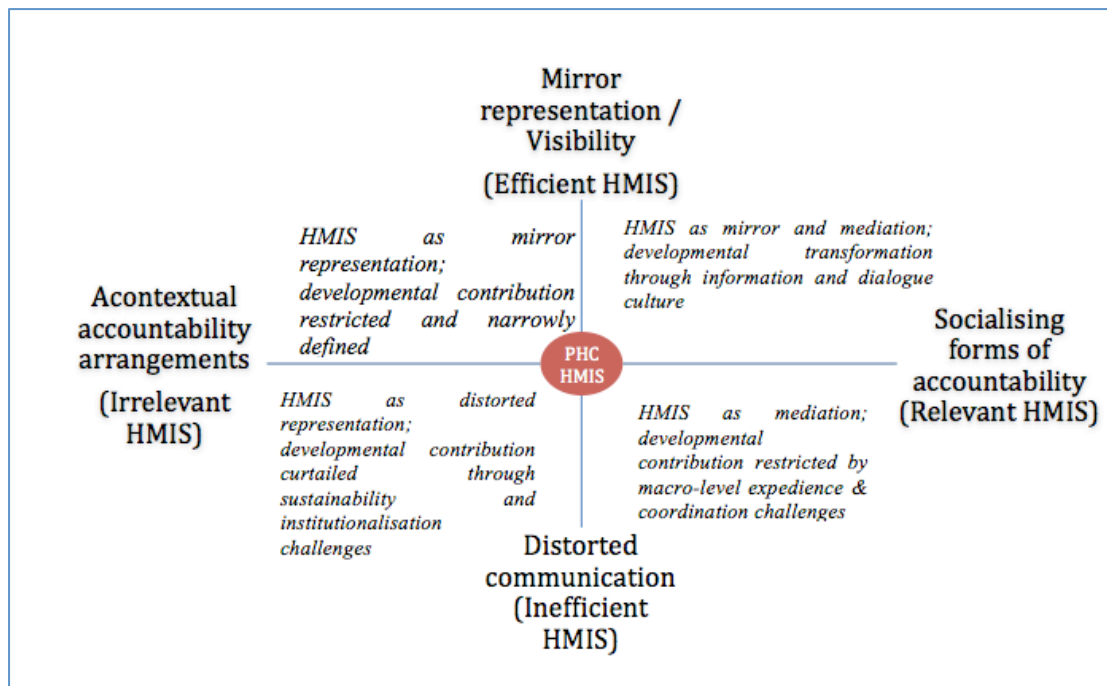 Mirror
representation /
Visibility
(Efficient HMIS)
HMIS as mirror
representation;
developmental contribution
restricted and narrowly
defined
HMIS as mirror and mediation;
developmental transformation
through information and dialogue
culture
Acontextual
accountability
arrangements
(Irrelevant
HMIS)
PHC
HMIS
Socialising
forms of
accountability
(Relevant HMIS)
HMIS as distorted
representation;
developmental contribution
curtailed through
sustainability and
institutionalisation
challenges
HMIS as mediation;
developmental
contribution restricted by
macro-level expedience &
coordination challenges
Distorted
communication
(Inefficient
HMIS)